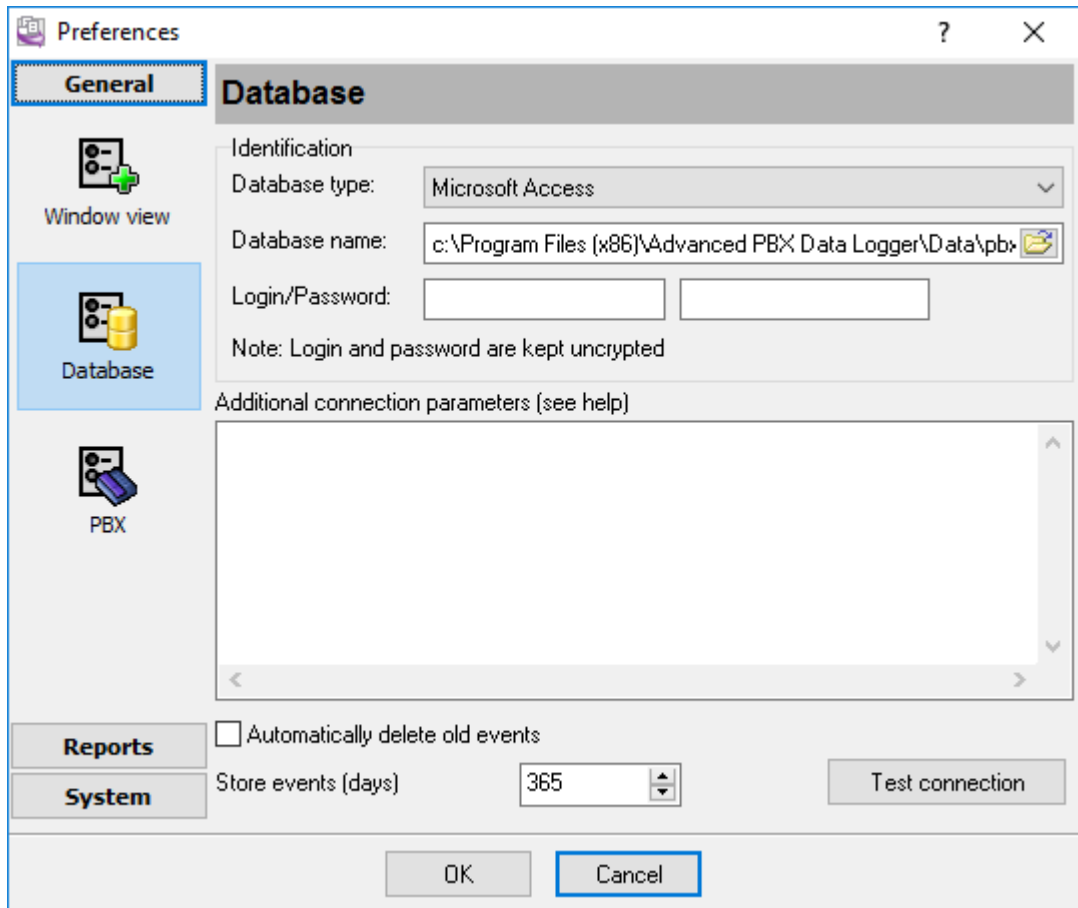 Preferences
?
General
Database
Identification
Database type:
Microsoft Access
Window view
Database name:
c:\Program Files (x86)\Advanced PBX Data Logger\Data\pbx
Login/Password:
Note: Login and password are kept uncrypted
Database
Additional connection parameters (see help)
PBX
Reports
Automatically delete old events
System
Store events (days)
365
Test connection
OK
Cancel